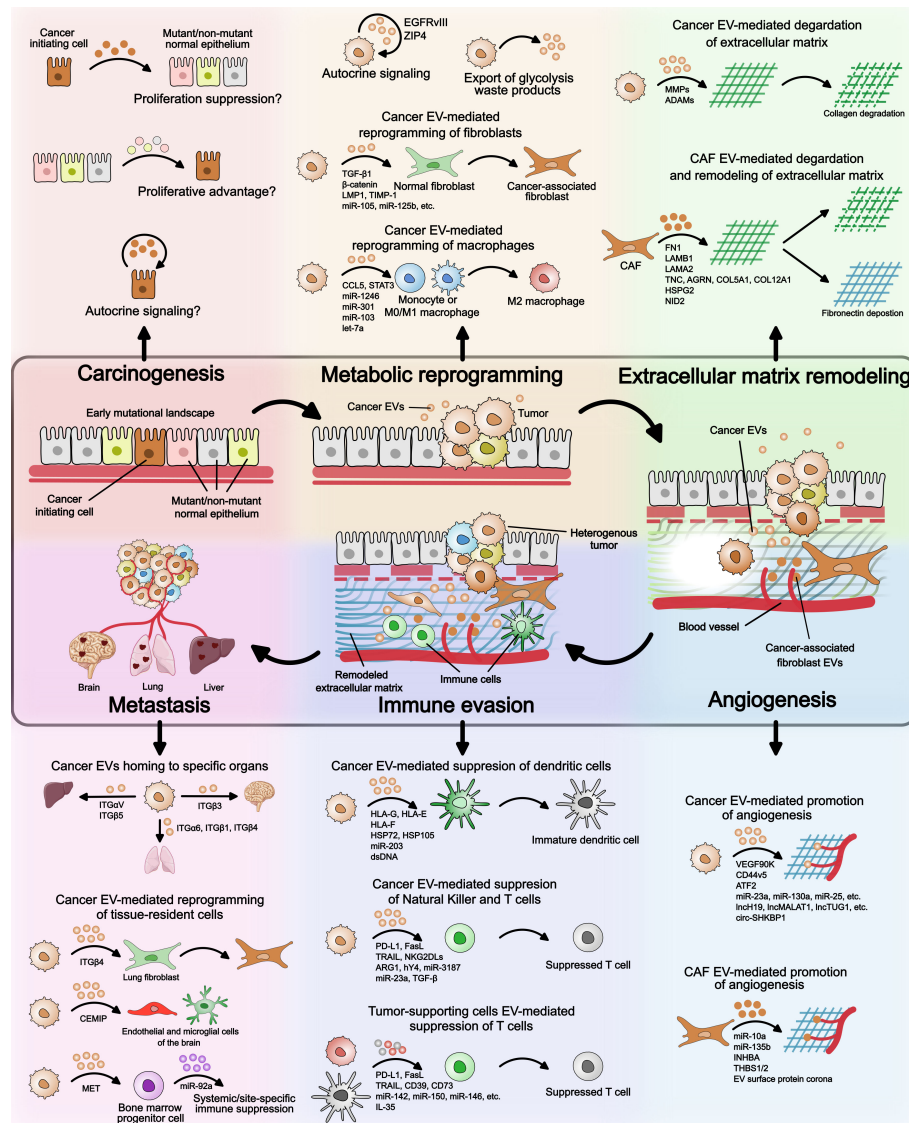 Cancer
initiating cell
Mutant/non-mutant
normal epithelium
Proliferation suppression?
Proliferative advantage?
Autocrine signaling?
EGFRvIII
ZIP4
Autocrine signaling
Export of glycolysis
waste products
Cancer EV-mediated
reprogramming of fibroblasts
TGF-β1
β-catenin
LMP1, TIMP-1
miR-105, miR-125b, etc.
Normal fibroblast
Cancer-associated
fibroblast
Cancer EV-mediated
reprogramming of macrophages
CCL5, STAT3
miR-1246
miR-301
miR-103
let-7a
Monocyte or
M0/M1 macrophage
M2 macrophage
Cancer EV-mediated degardation
of extracellular matrix
MMPs
ADAMs
Collagen degradation
CAF EV-mediated degardation
and remodeling of extracellular matrix
CAF
FN1
LAMB1
LAMA2
TNC, AGRN, COL5A1, COL12A1
HSPG2
NID2
Fibronectin depostion
Carcinogenesis
Early mutational landscape
Cancer
initiating cell
Mutant/non-mutant
normal epithelium
Metabolic reprogramming
Cancer EVs
Tumor
Extracellular matrix remodeling
Cancer EVs
Blood vessel
Cancer-associated
fibroblast EVs
Angiogenesis
Heterogenous
tumor
Remodeled
extracellular matrix
Immune cells
Immune evasion
Brain
Lung
Liver
Metastasis
Cancer EVs homing to specific organs
ITGαV
ITGβ5
ITGβ3
ITGα6, ITGβ1, ITGβ4
Cancer EV-mediated reprogramming
of tissue-resident cells
ITGβ4
Lung fibroblast
CEMIP
Endothelial and microglial cells
of the brain
MET
Bone marrow
progenitor cell
miR-92a
Systemic/site-specific
immune suppression
Cancer EV-mediated suppresion of dendritic cells
HLA-G, HLA-E
HLA-F
HSP72, HSP105
miR-203
dsDNA
Immature dendritic cell
Cancer EV-mediated suppresion
of Natural Killer and T cells
PD-L1, FasL
TRAIL, NKG2DLs
ARG1, hY4, miR-3187
miR-23a, TGF-β
Suppressed T cell
Tumor-supporting cells EV-mediated
suppression of T cells
PD-L1, FasL
TRAIL, CD39, CD73
miR-142, miR-150, miR-146, etc.
IL-35
Suppressed T cell
Cancer EV-mediated promotion
of angiogenesis
VEGF90K
CD44v5
ATF2
miR-23a, miR-130a, miR-25, etc.
lncH19, lncMALAT1, lncTUG1, etc.
circ-SHKBP1
CAF EV-mediated promotion
of angiogenesis
miR-10a
miR-135b
INHBA
THBS1/2
EV surface protein corona